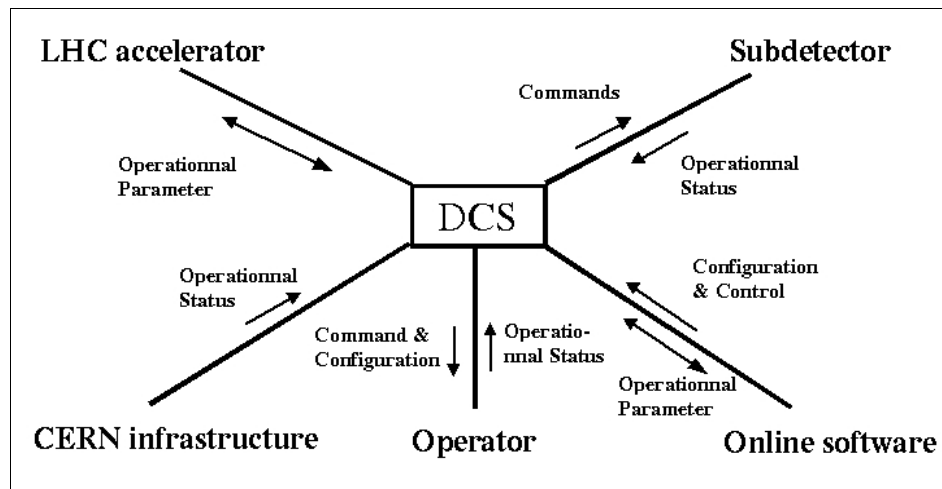 LHC accelerator
Subdetector
Commands
Operationnal
Parameter
Operationnal
Status
DCS
Operationnal
Status
Configuration
& Control
Command &
Configuration
Operatio-
nnal Status
Operationnal
Parameter
CERN infrastructure
Operator
Online software